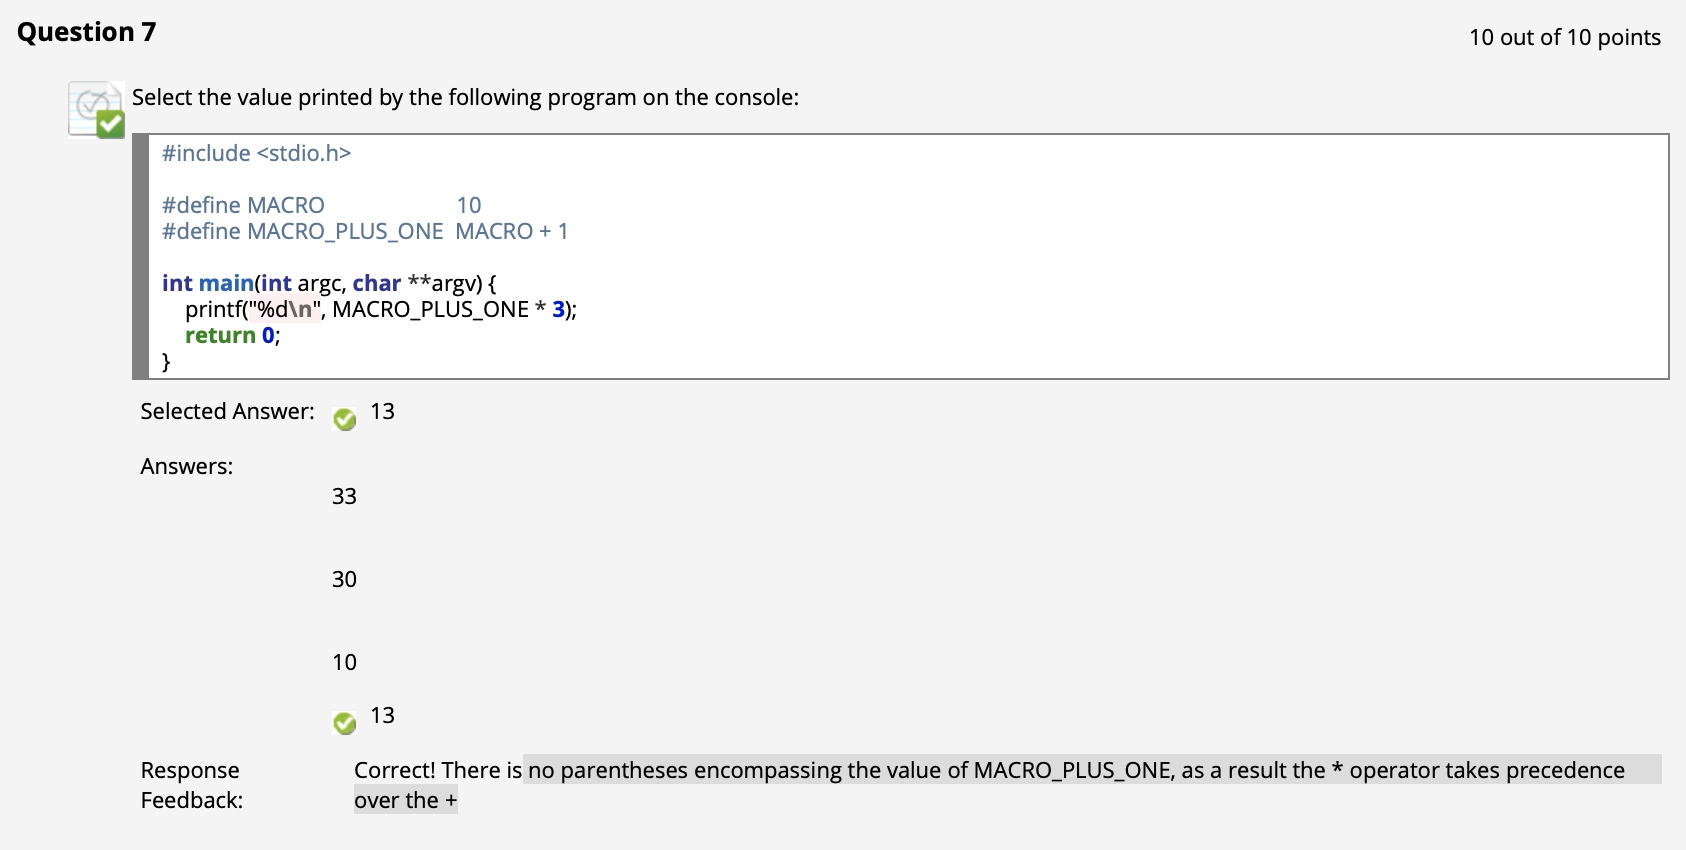 Question 7
10 out of 10 points
Select the value printed by the following program on the console:
#include <stdio.h>
#define MACRO 10
#define MACRO_PLUS_ONE MACRO + 1
int main(int argc, char **argv) {
printf("%d\n", MACRO_PLUS_ONE * 3);
return 0;
}
Selected Answer: 13
Answers:
33
30
10
13
Response Feedback:
Correct! There is no parentheses encompassing the value of MACRO_PLUS_ONE, as a result the * operator takes precedence
over the +